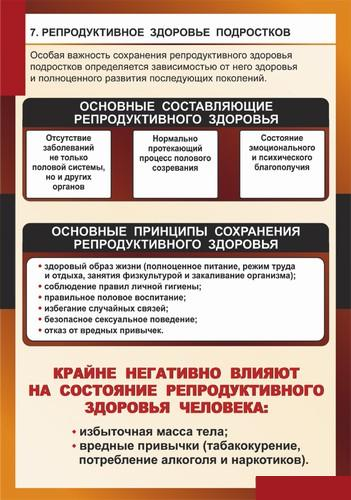 7. РЕПРОДУКТИВНОЕ ЗДОРОВЬЕ ПОДРОСТКОВ
Особая важность сохранения репродуктивного здоровья
подростков определяется зависимостью от него здоровья
и полноценного развития последующих поколений.
ОСНОВНЫЕ СОСТАВЛЯЮЩИЕ
РЕПРОДУКТИВНОГО ЗДОРОВЬЯ
Отсутствие
заболеваний
не только
половой системы,
но и других
органов
Нормально
протекающий
процесс полового
созревания
Состояние
эмоционального
и психического
благополучия
ОСНОВНЫЕ ПРИНЦИПЫ СОХРАНЕНИЯ
РЕПРОДУКТИВНОГО ЗДОРОВЬЯ
• здоровый образ жизни (полноценное питание, режим труда
и отдыха, занятия физкультурой и закаливание организма);
• соблюдение правил личной гигиены;
• правильное половое воспитание;
• избегание случайных связей;
• безопасное сексуальное поведение;
• отказ от вредных привычек.
КРАЙНЕ НЕГАТИВНО ВЛИЯЮТ
НА СОСТОЯНИЕ РЕПРОДУКТИВНОГО
ЗДОРОВЬЯ ЧЕЛОВЕКА:
• избыточная масса тела;
• вредные привычки (табакокурение,
потребление алкоголя и наркотиков).